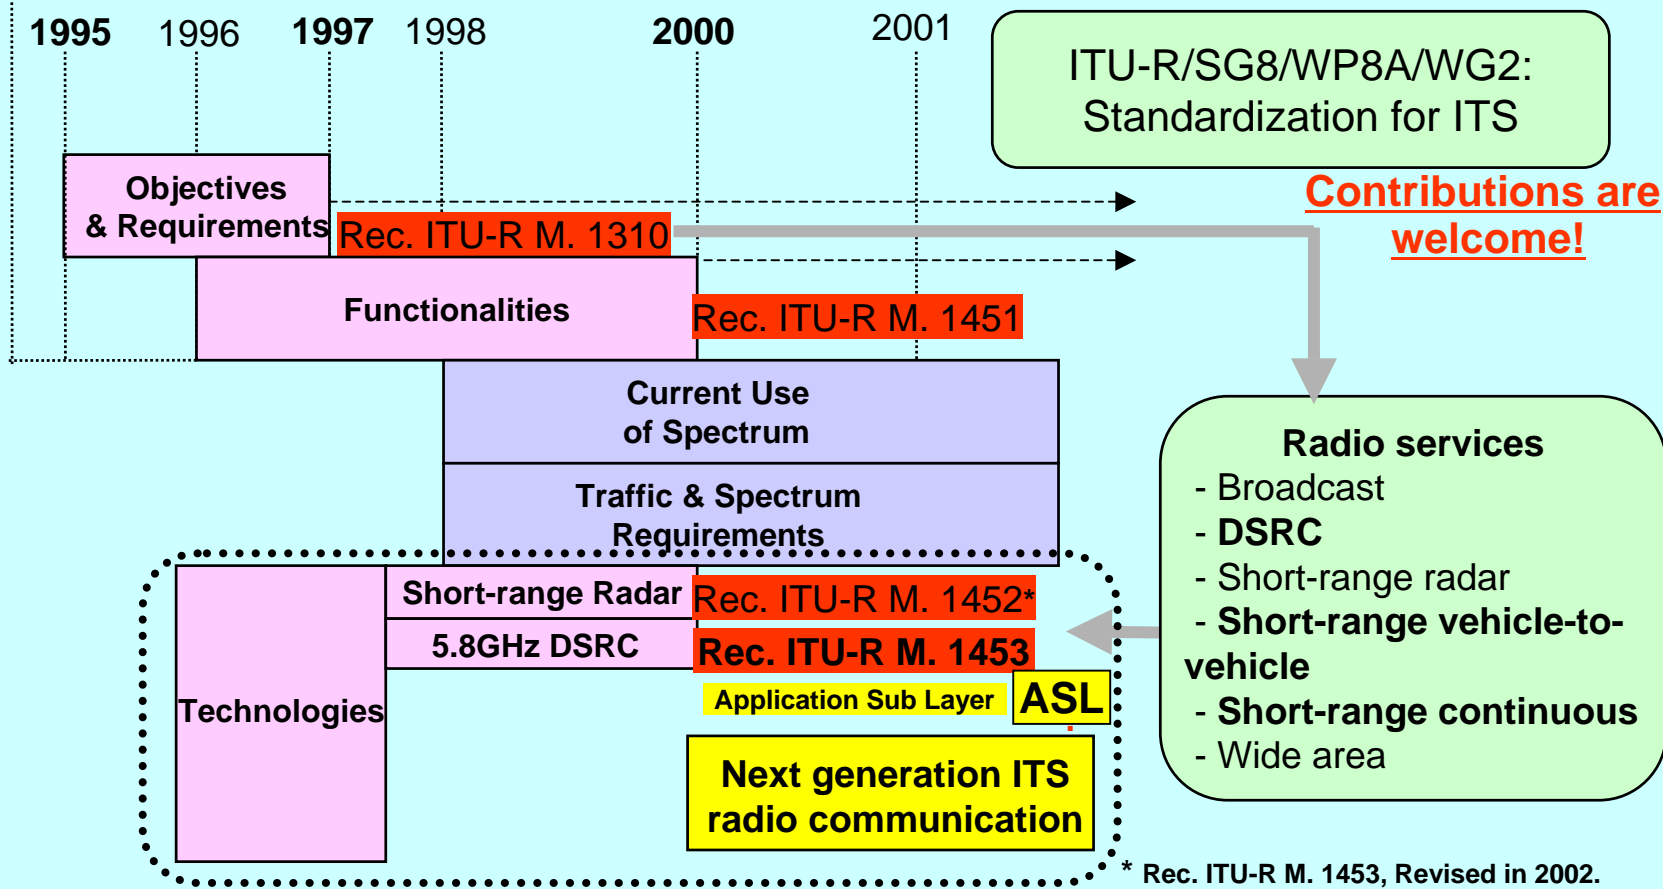 1995 1996 1997 1998 2000 2001
ITU-R/SG8/WP8A/WG2:
Standardization for ITS
Contributions are
welcome!
Objectives
& Requirements
Rec. ITU-R M. 1310
Functionalities
Rec. ITU-R M. 1451
Current Use
of Spectrum
Traffic & Spectrum
Requirements
Technologies
Short-range Radar
Rec. ITU-R M. 1452*
5.8GHz DSRC
Rec. ITU-R M. 1453
Application Sub Layer
ASL
Next generation ITS
radio communication
Radio services
- Broadcast
- DSRC
- Short-range radar
- Short-range vehicle-to-
vehicle
- Short-range continuous
- Wide area
* Rec. ITU-R M. 1453, Revised in 2002.